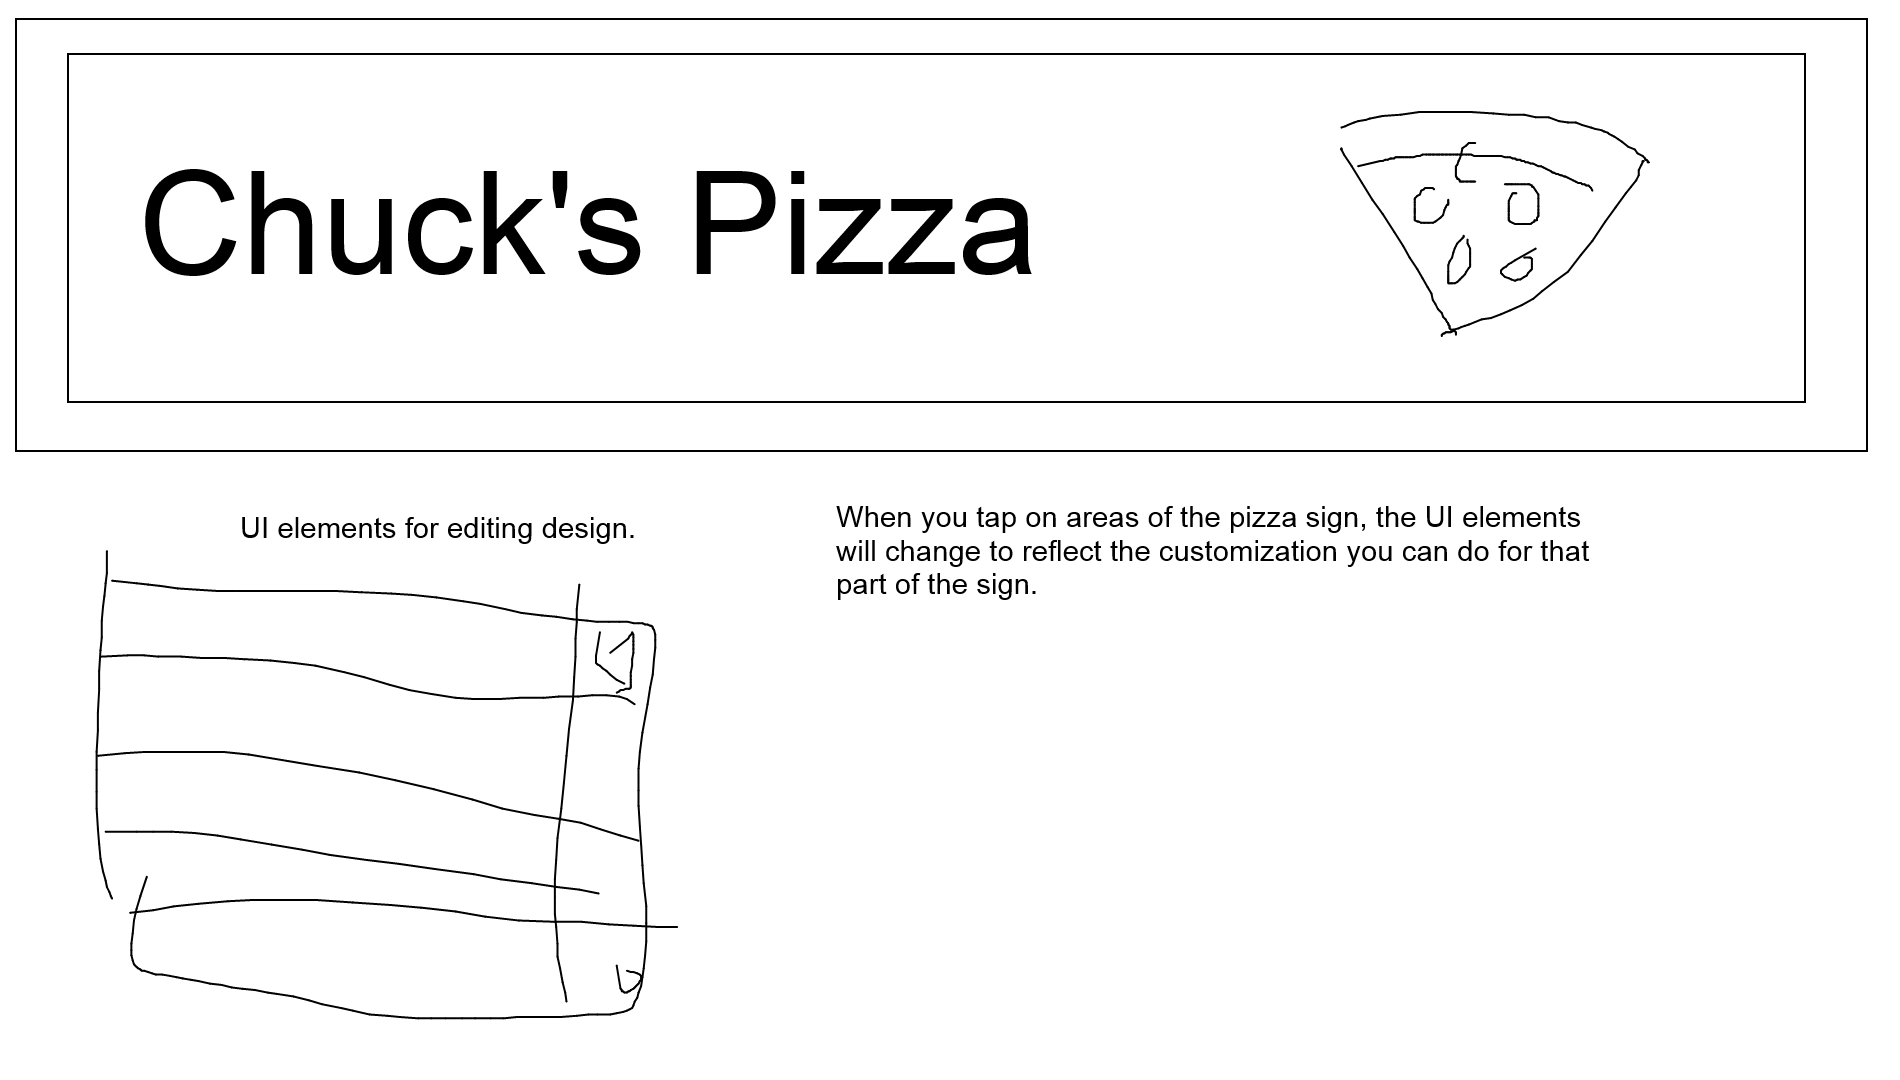 Chuck's Pizza
UI elements for editing design.
When you tap on areas of the pizza sign, the UI elements
will change to reflect the customization you can do for that
part of the sign.